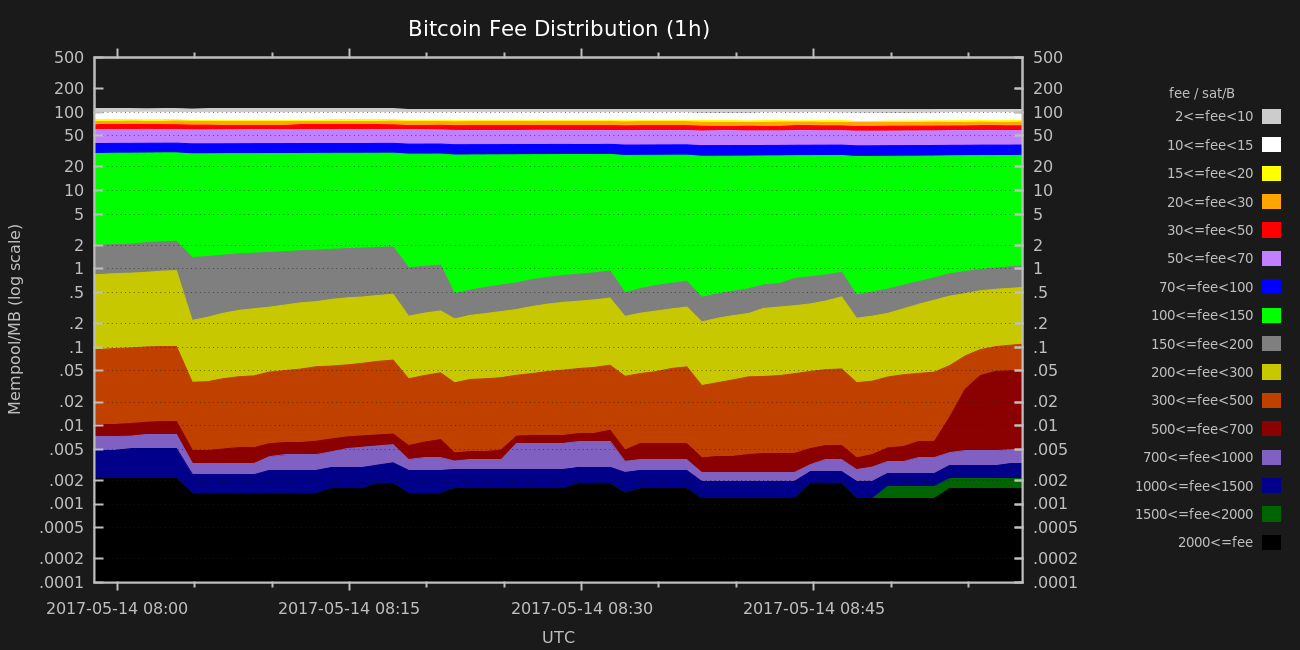 Bitcoin Fee Distribution (1h)
Mempool/MB (log scale)
500
200
100
50
20
10
5
2
1
.5
.2
.1
.05
.02
.01
.005
.002
.001
.0005
.0002
.0001
500
200
100
50
20
10
5
2
1
.5
.2
.1
.05
.02
.01
.005
.002
.001
.0005
.0002
.0001
2017-05-14 08:00
2017-05-14 08:15
2017-05-14 08:30
2017-05-14 08:45
UTC
fee / sat/B
2<=fee<10
10<=fee<15
15<=fee<20
20<=fee<30
30<=fee<50
50<=fee<70
70<=fee<100
100<=fee<150
150<=fee<200
200<=fee<300
300<=fee<500
500<=fee<700
700<=fee<1000
1000<=fee<1500
1500<=fee<2000
2000<=fee